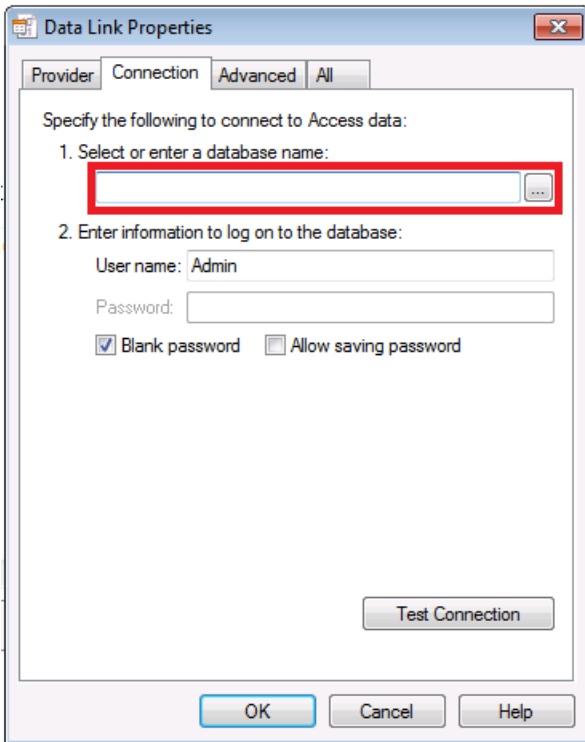 Data Link Properties
Provider Connection Advanced All
Specify the following to connect to Access data:
1. Select or enter a database name:
...
2. Enter information to log on to the database:
User name: Admin
Password:
Blank password Allow saving password
Test Connection
OK Cancel Help